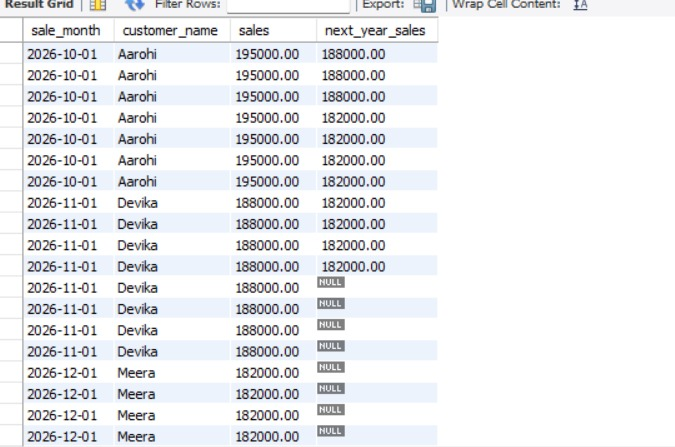 Result Grid Filter Rows: Export: Wrap Cell Content: IA
sale_month customer_name sales next_year_sales
2026-10-01 Aarohi 195000.00 188000.00
2026-10-01 Aarohi 195000.00 188000.00
2026-10-01 Aarohi 195000.00 188000.00
2026-10-01 Aarohi 195000.00 182000.00
2026-10-01 Aarohi 195000.00 182000.00
2026-10-01 Aarohi 195000.00 182000.00
2026-10-01 Aarohi 195000.00 182000.00
2026-11-01 Devika 188000.00 182000.00
2026-11-01 Devika 188000.00 182000.00
2026-11-01 Devika 188000.00 182000.00
2026-11-01 Devika 188000.00 182000.00
2026-11-01 Devika 188000.00 NULL
2026-11-01 Devika 188000.00 NULL
2026-11-01 Devika 188000.00 NULL
2026-11-01 Devika 188000.00 NULL
2026-12-01 Meera 182000.00 NULL
2026-12-01 Meera 182000.00 NULL
2026-12-01 Meera 182000.00 NULL
2026-12-01 Meera 182000.00 NULL